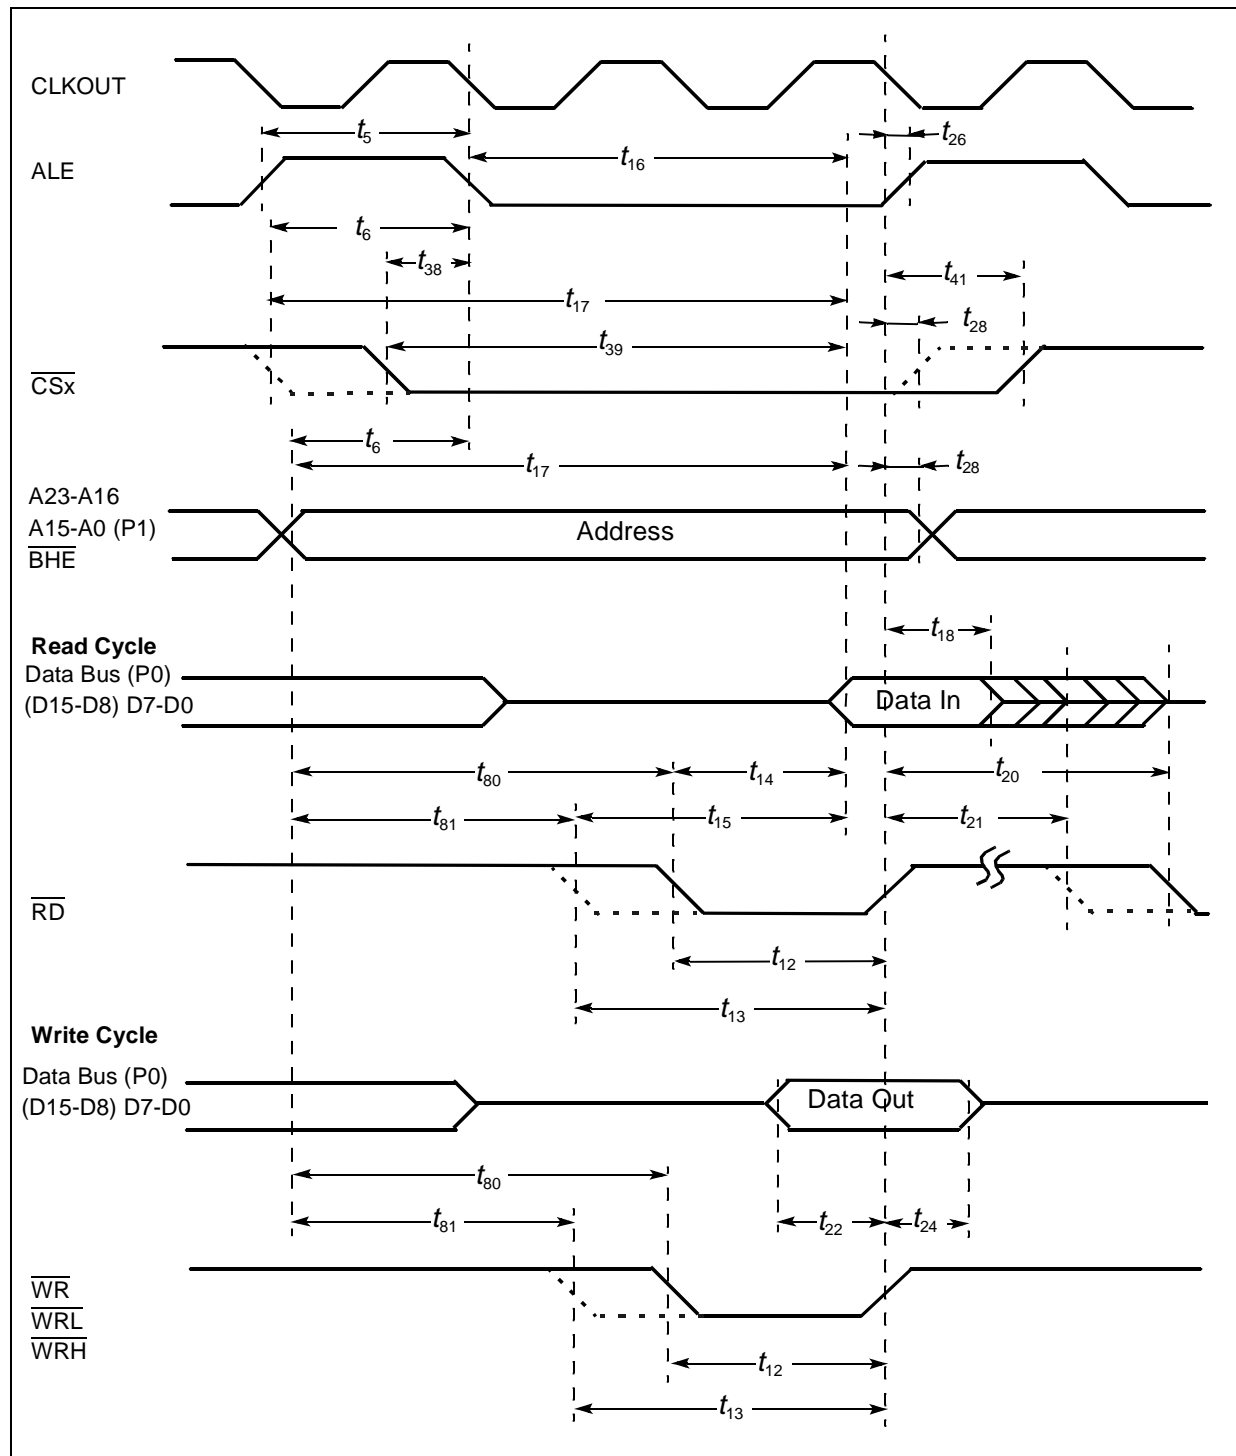 CLKOUT
t5
t26
ALE
t16
t6
t38
t41
t17
t28
t39
CSx
t6
t17
t28
A23-A16
A15-A0 (P1)
Address
BHE
t18
Read Cycle
Data Bus (P0)
(D15-D8) D7-D0
Data In
t80
t14
t20
t81
t15
t21
RD
t12
t13
Write Cycle
Data Bus (P0)
(D15-D8) D7-D0
Data Out
t80
t81
t22
t24
WR
WRL
WRH
t12
t13